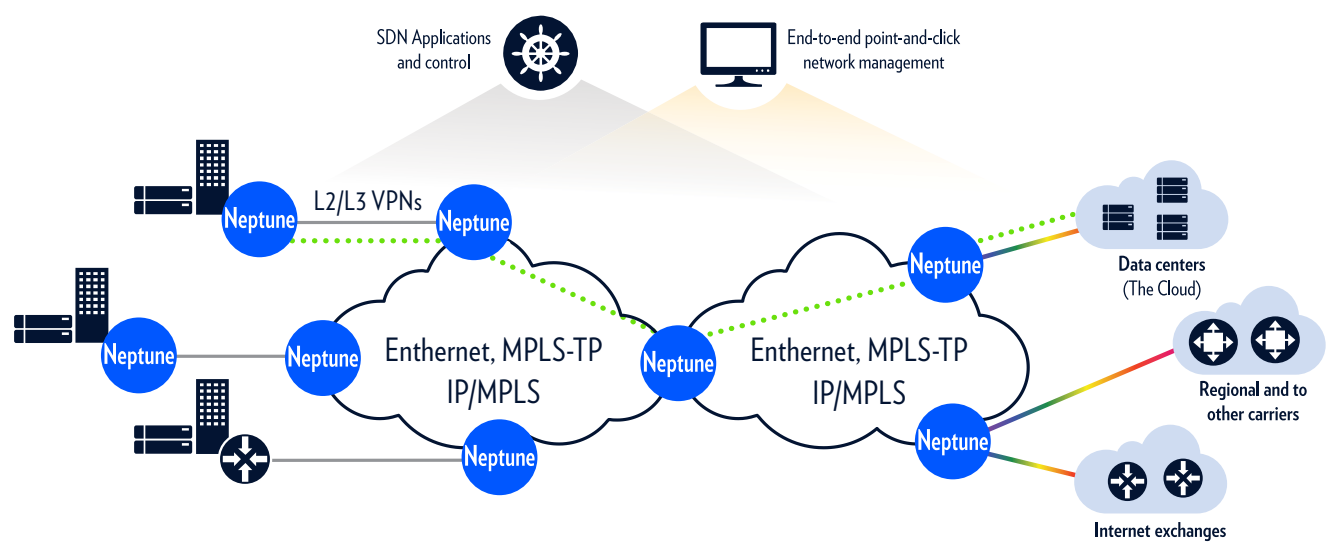 SDN Applications
and control
End-to-end point-and-click
network management
L2/L3 VPNs
Neptune
Neptune
Neptune
Data centers
(The Cloud)
Neptune
Neptune
Neptune
Enthernet, MPLS-TP
IP/MPLS
Enthernet, MPLS-TP
IP/MPLS
Regional and to
other carriers
Neptune
Neptune
Internet exchanges